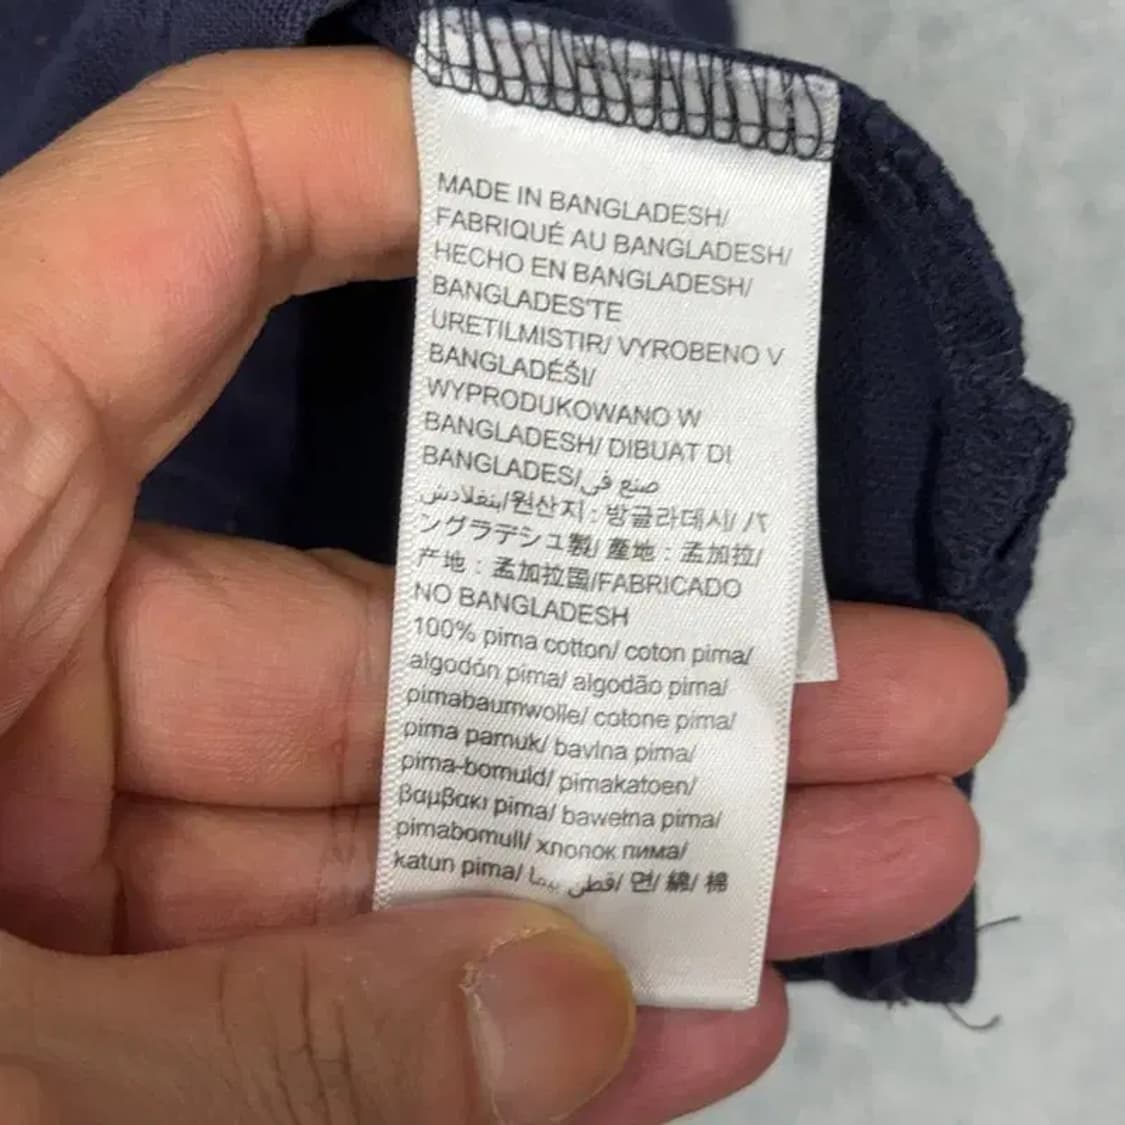 MADE IN BANGLADESH/
FABRIQUÉ AU BANGLADESH/
HECHO EN BANGLADESH/
BANGLADES'TE
URETILMISTIR/ VYROBENO V
BANGLADÉŠI/
WYPRODUKOWANO W
BANGLADESH/ DIBUAT DI
BANGLADES/صنع في
بنغلادش/원산지 : 방글라데시/ バ
ングラデシュ製/ 產地 : 孟加拉/
产地 : 孟加拉国/FABRICADO
NO BANGLADESH
100% pima cotton/ coton pima/
algodón pima/ algodão pima/
pimabaumwolle/ cotone pima/
pima pamuk/ bavlna pima/
pima-bomuld/ pimakatoen/
βαμβακι pima/ bawełna pima/
pimabomull/ хлопок пима/
katun pima/ قطن بيما/ 면/ 綿/ 棉